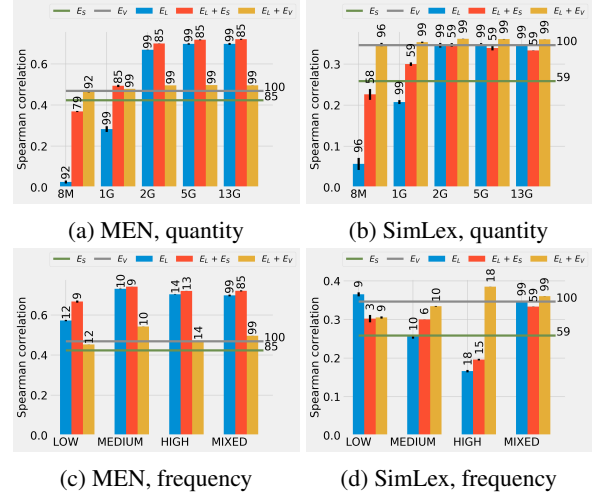 E_S E_V E_L E_L + E_S E_L + E_V
E_S E_V E_L E_L + E_S E_L + E_V
Spearman correlation
0.6
0.4
0.2
0.0
92 79 92
99 85 99
99 85 99
99 85 99
99 85 99
100
85
8M 1G 2G 5G 13G
Spearman correlation
0.3
0.2
0.1
0.0
96 58 96
99 59 99
99 59 99
99 59 99
99 59 99
100
59
8M 1G 2G 5G 13G
(a) MEN, quantity
(b) SimLex, quantity
E_S E_V E_L E_L + E_S E_L + E_V
E_S E_V E_L E_L + E_S E_L + E_V
Spearman correlation
0.6
0.4
0.2
0.0
12 9 12
10 9 10
14 13 14
99 85 99
100
85
LOW MEDIUM HIGH MIXED
Spearman correlation
0.4
0.3
0.2
0.1
0.0
9 3 9
10 6 10
18 15 18
99 59 99
100
59
LOW MEDIUM HIGH MIXED
(c) MEN, frequency
(d) SimLex, frequency